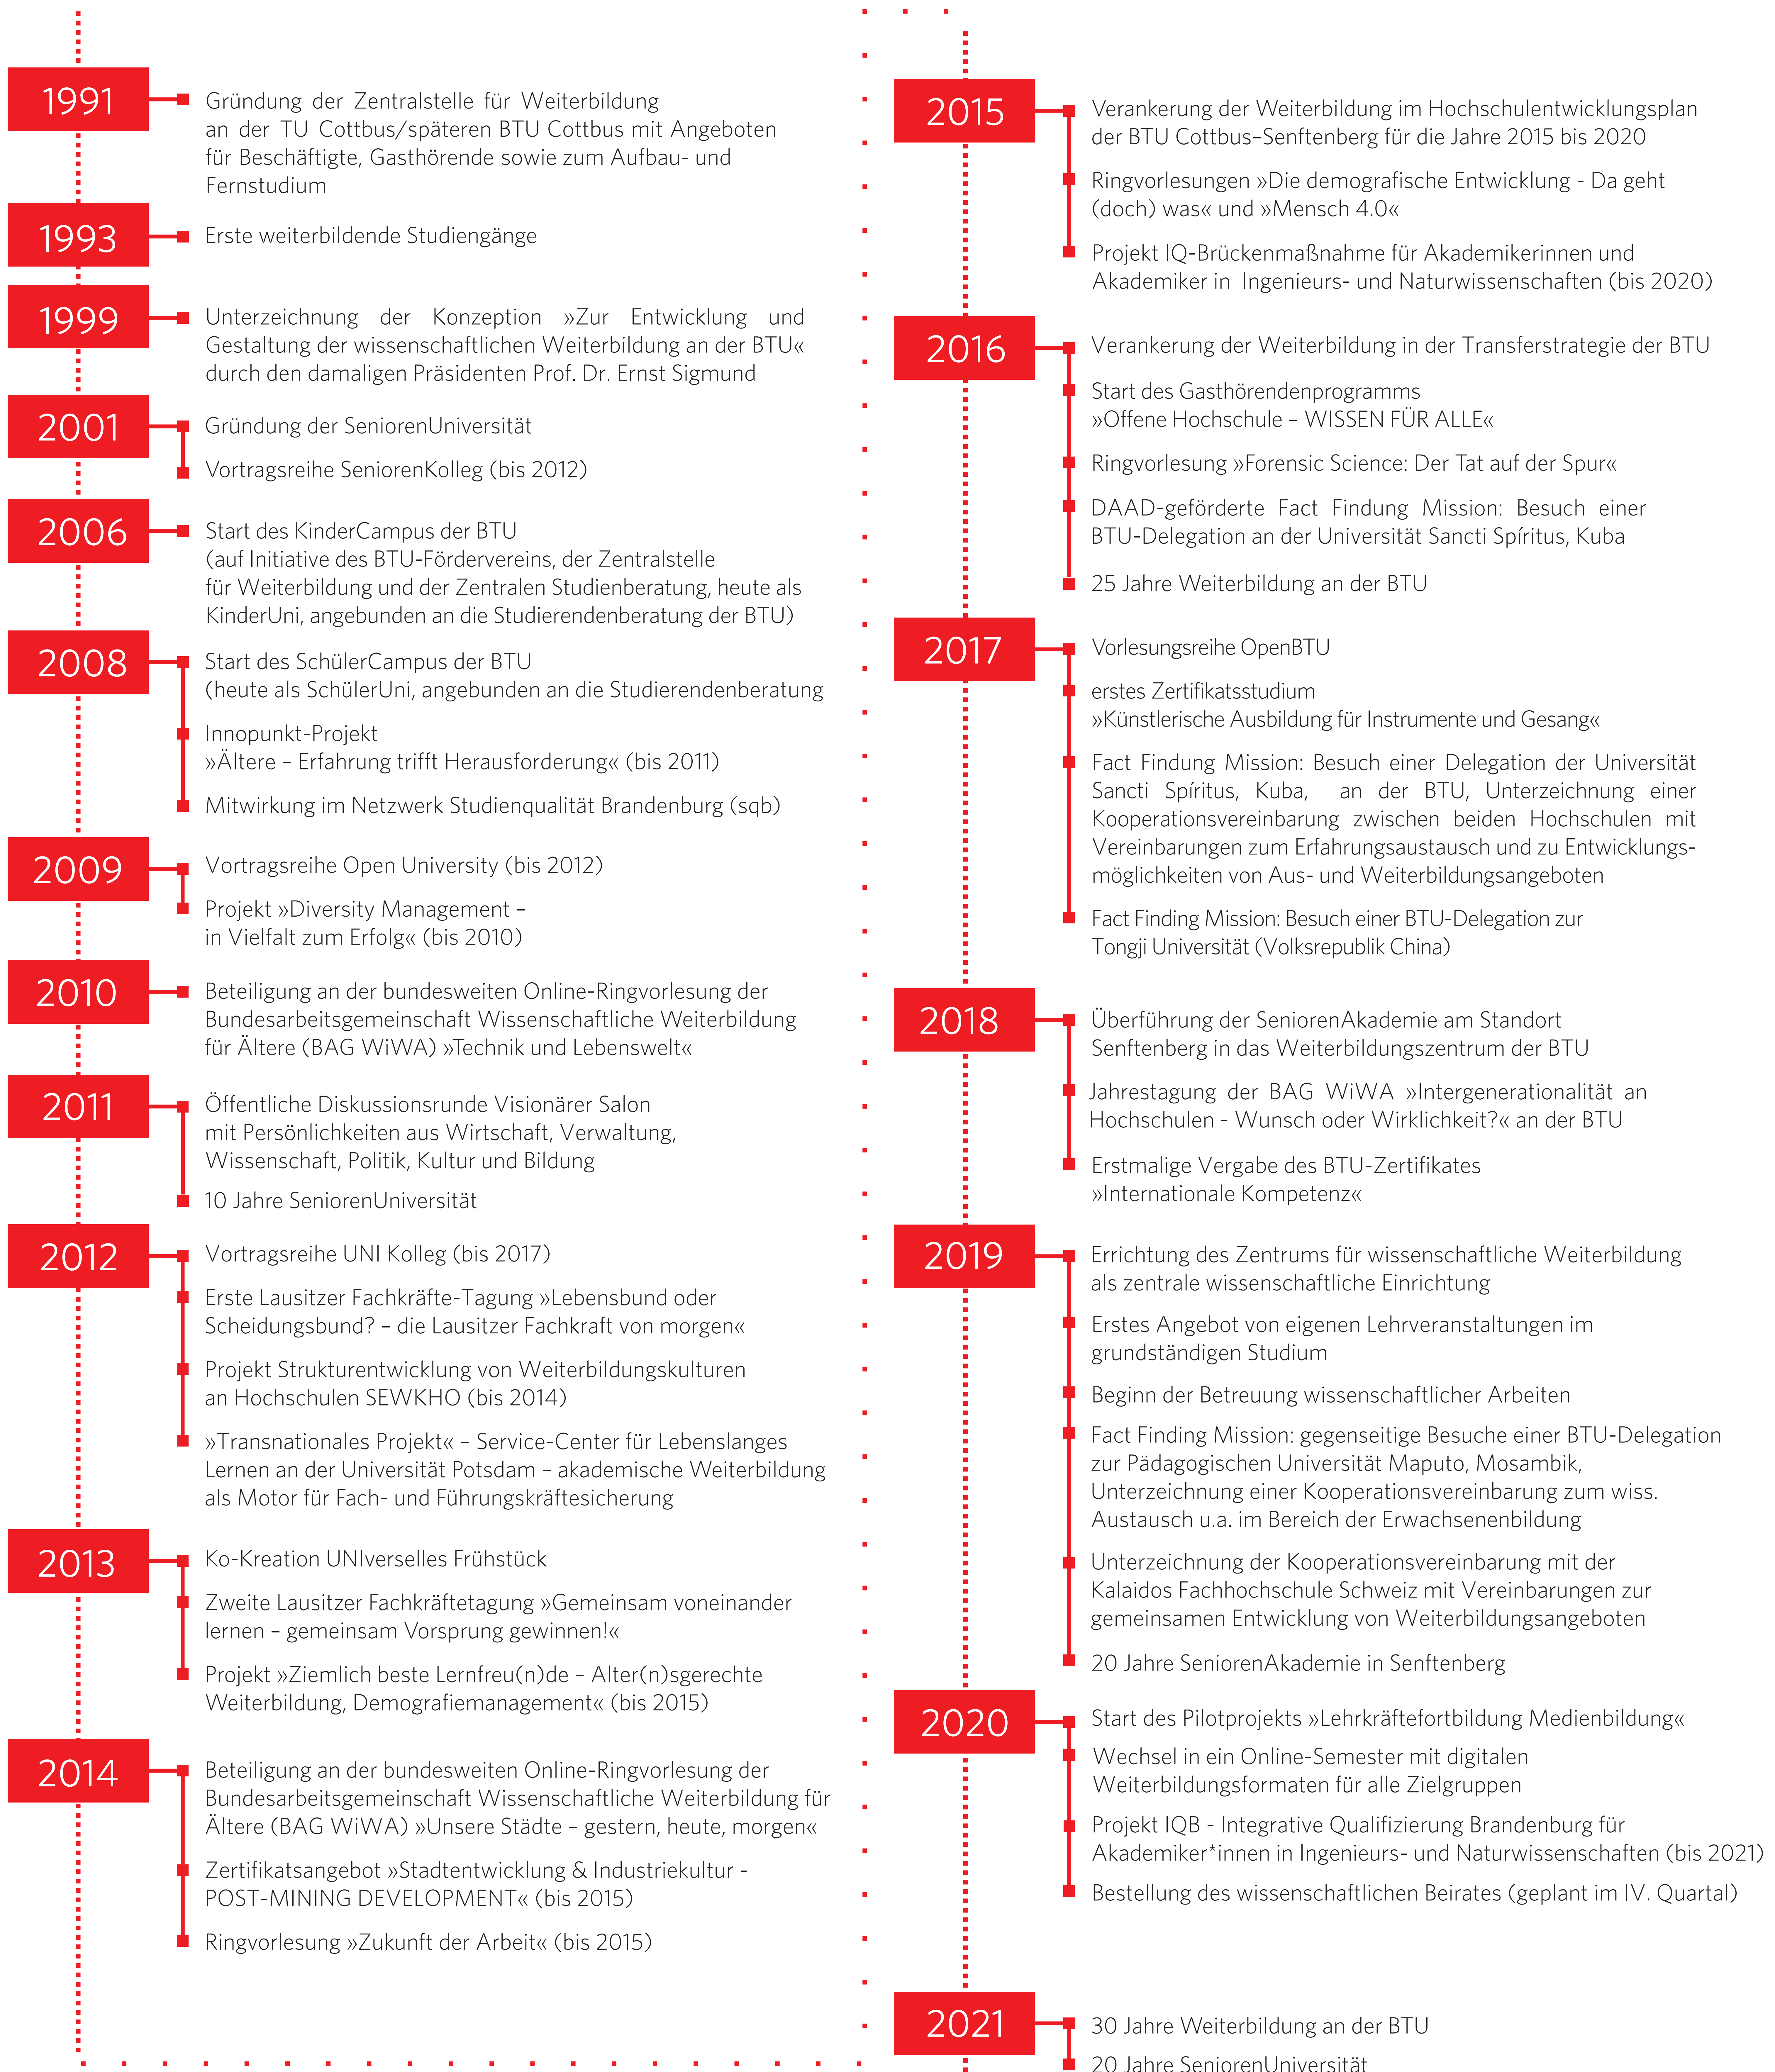 1991
Gründung der Zentralstelle für Weiterbildung
an der TU Cottbus/späteren BTU Cottbus mit Angeboten
für Beschäftigte, Gasthörende sowie zum Aufbau- und
Fernstudium
1993
Erste weiterbildende Studiengänge
1999
Unterzeichnung der Konzeption »Zur Entwicklung und
Gestaltung der wissenschaftlichen Weiterbildung an der BTU«
durch den damaligen Präsidenten Prof. Dr. Ernst Sigmund
2001
Gründung der SeniorenUniversität
Vortragsreihe SeniorenKolleg (bis 2012)
2006
Start des KinderCampus der BTU
(auf Initiative des BTU-Fördervereins, der Zentralstelle
für Weiterbildung und der Zentralen Studienberatung, heute als
KinderUni, angebunden an die Studierendenberatung der BTU)
2008
Start des SchülerCampus der BTU
(heute als SchülerUni, angebunden an die Studierendenberatung
Innopunkt-Projekt
»Ältere – Erfahrung trifft Herausforderung« (bis 2011)
Mitwirkung im Netzwerk Studienqualität Brandenburg (sqb)
2009
Vortragsreihe Open University (bis 2012)
Projekt »Diversity Management –
in Vielfalt zum Erfolg« (bis 2010)
2010
Beteiligung an der bundesweiten Online-Ringvorlesung der
Bundesarbeitsgemeinschaft Wissenschaftliche Weiterbildung
für Ältere (BAG WiWA) »Technik und Lebenswelt«
2011
Öffentliche Diskussionsrunde Visionärer Salon
mit Persönlichkeiten aus Wirtschaft, Verwaltung,
Wissenschaft, Politik, Kultur und Bildung
10 Jahre SeniorenUniversität
2012
Vortragsreihe UNI Kolleg (bis 2017)
Erste Lausitzer Fachkräfte-Tagung »Lebensbund oder
Scheidungsbund? – die Lausitzer Fachkraft von morgen«
Projekt Strukturentwicklung von Weiterbildungskulturen
an Hochschulen SEWKHO (bis 2014)
»Transnationales Projekt« – Service-Center für Lebenslanges
Lernen an der Universität Potsdam – akademische Weiterbildung
als Motor für Fach- und Führungskräftesicherung
2013
Ko-Kreation UNIverselles Frühstück
Zweite Lausitzer Fachkräftetagung »Gemeinsam voneinander
lernen – gemeinsam Vorsprung gewinnen!«
Projekt »Ziemlich beste Lernfreu(n)de – Alter(n)sgerechte
Weiterbildung, Demografiemanagement« (bis 2015)
2014
Beteiligung an der bundesweiten Online-Ringvorlesung der
Bundesarbeitsgemeinschaft Wissenschaftliche Weiterbildung für
Ältere (BAG WiWA) »Unsere Städte – gestern, heute, morgen«
Zertifikatsangebot »Stadtentwicklung & Industriekultur -
POST-MINING DEVELOPMENT« (bis 2015)
Ringvorlesung »Zukunft der Arbeit« (bis 2015)
2015
Verankerung der Weiterbildung im Hochschulentwicklungsplan
der BTU Cottbus–Senftenberg für die Jahre 2015 bis 2020
Ringvorlesungen »Die demografische Entwicklung - Da geht
(doch) was« und »Mensch 4.0«
Projekt IQ-Brückenmaßnahme für Akademikerinnen und
Akademiker in Ingenieurs- und Naturwissenschaften (bis 2020)
2016
Verankerung der Weiterbildung in der Transferstrategie der BTU
Start des Gasthörendenprogramms
»Offene Hochschule – WISSEN FÜR ALLE«
Ringvorlesung »Forensic Science: Der Tat auf der Spur«
DAAD-geförderte Fact Findung Mission: Besuch einer
BTU-Delegation an der Universität Sancti Spíritus, Kuba
25 Jahre Weiterbildung an der BTU
2017
Vorlesungsreihe OpenBTU
erstes Zertifikatsstudium
»Künstlerische Ausbildung für Instrumente und Gesang«
Fact Findung Mission: Besuch einer Delegation der Universität
Sancti Spíritus, Kuba, an der BTU, Unterzeichnung einer
Kooperationsvereinbarung zwischen beiden Hochschulen mit
Vereinbarungen zum Erfahrungsaustausch und zu Entwicklungs-
möglichkeiten von Aus- und Weiterbildungsangeboten
Fact Finding Mission: Besuch einer BTU-Delegation zur
Tongji Universität (Volksrepublik China)
2018
Überführung der SeniorenAkademie am Standort
Senftenberg in das Weiterbildungszentrum der BTU
Jahrestagung der BAG WiWA »Intergenerationalität an
Hochschulen - Wunsch oder Wirklichkeit?« an der BTU
Erstmalige Vergabe des BTU-Zertifikates
»Internationale Kompetenz«
2019
Errichtung des Zentrums für wissenschaftliche Weiterbildung
als zentrale wissenschaftliche Einrichtung
Erstes Angebot von eigenen Lehrveranstaltungen im
grundständigen Studium
Beginn der Betreuung wissenschaftlicher Arbeiten
Fact Finding Mission: gegenseitige Besuche einer BTU-Delegation
zur Pädagogischen Universität Maputo, Mosambik,
Unterzeichnung einer Kooperationsvereinbarung zum wiss.
Austausch u.a. im Bereich der Erwachsenenbildung
Unterzeichnung der Kooperationsvereinbarung mit der
Kalaidos Fachhochschule Schweiz mit Vereinbarungen zur
gemeinsamen Entwicklung von Weiterbildungsangeboten
20 Jahre SeniorenAkademie in Senftenberg
2020
Start des Pilotprojekts »Lehrkräftefortbildung Medienbildung«
Wechsel in ein Online-Semester mit digitalen
Weiterbildungsformaten für alle Zielgruppen
Projekt IQB - Integrative Qualifizierung Brandenburg für
Akademiker*innen in Ingenieurs- und Naturwissenschaften (bis 2021)
Bestellung des wissenschaftlichen Beirates (geplant im IV. Quartal)
2021
30 Jahre Weiterbildung an der BTU
20 Jahre SeniorenUniversität